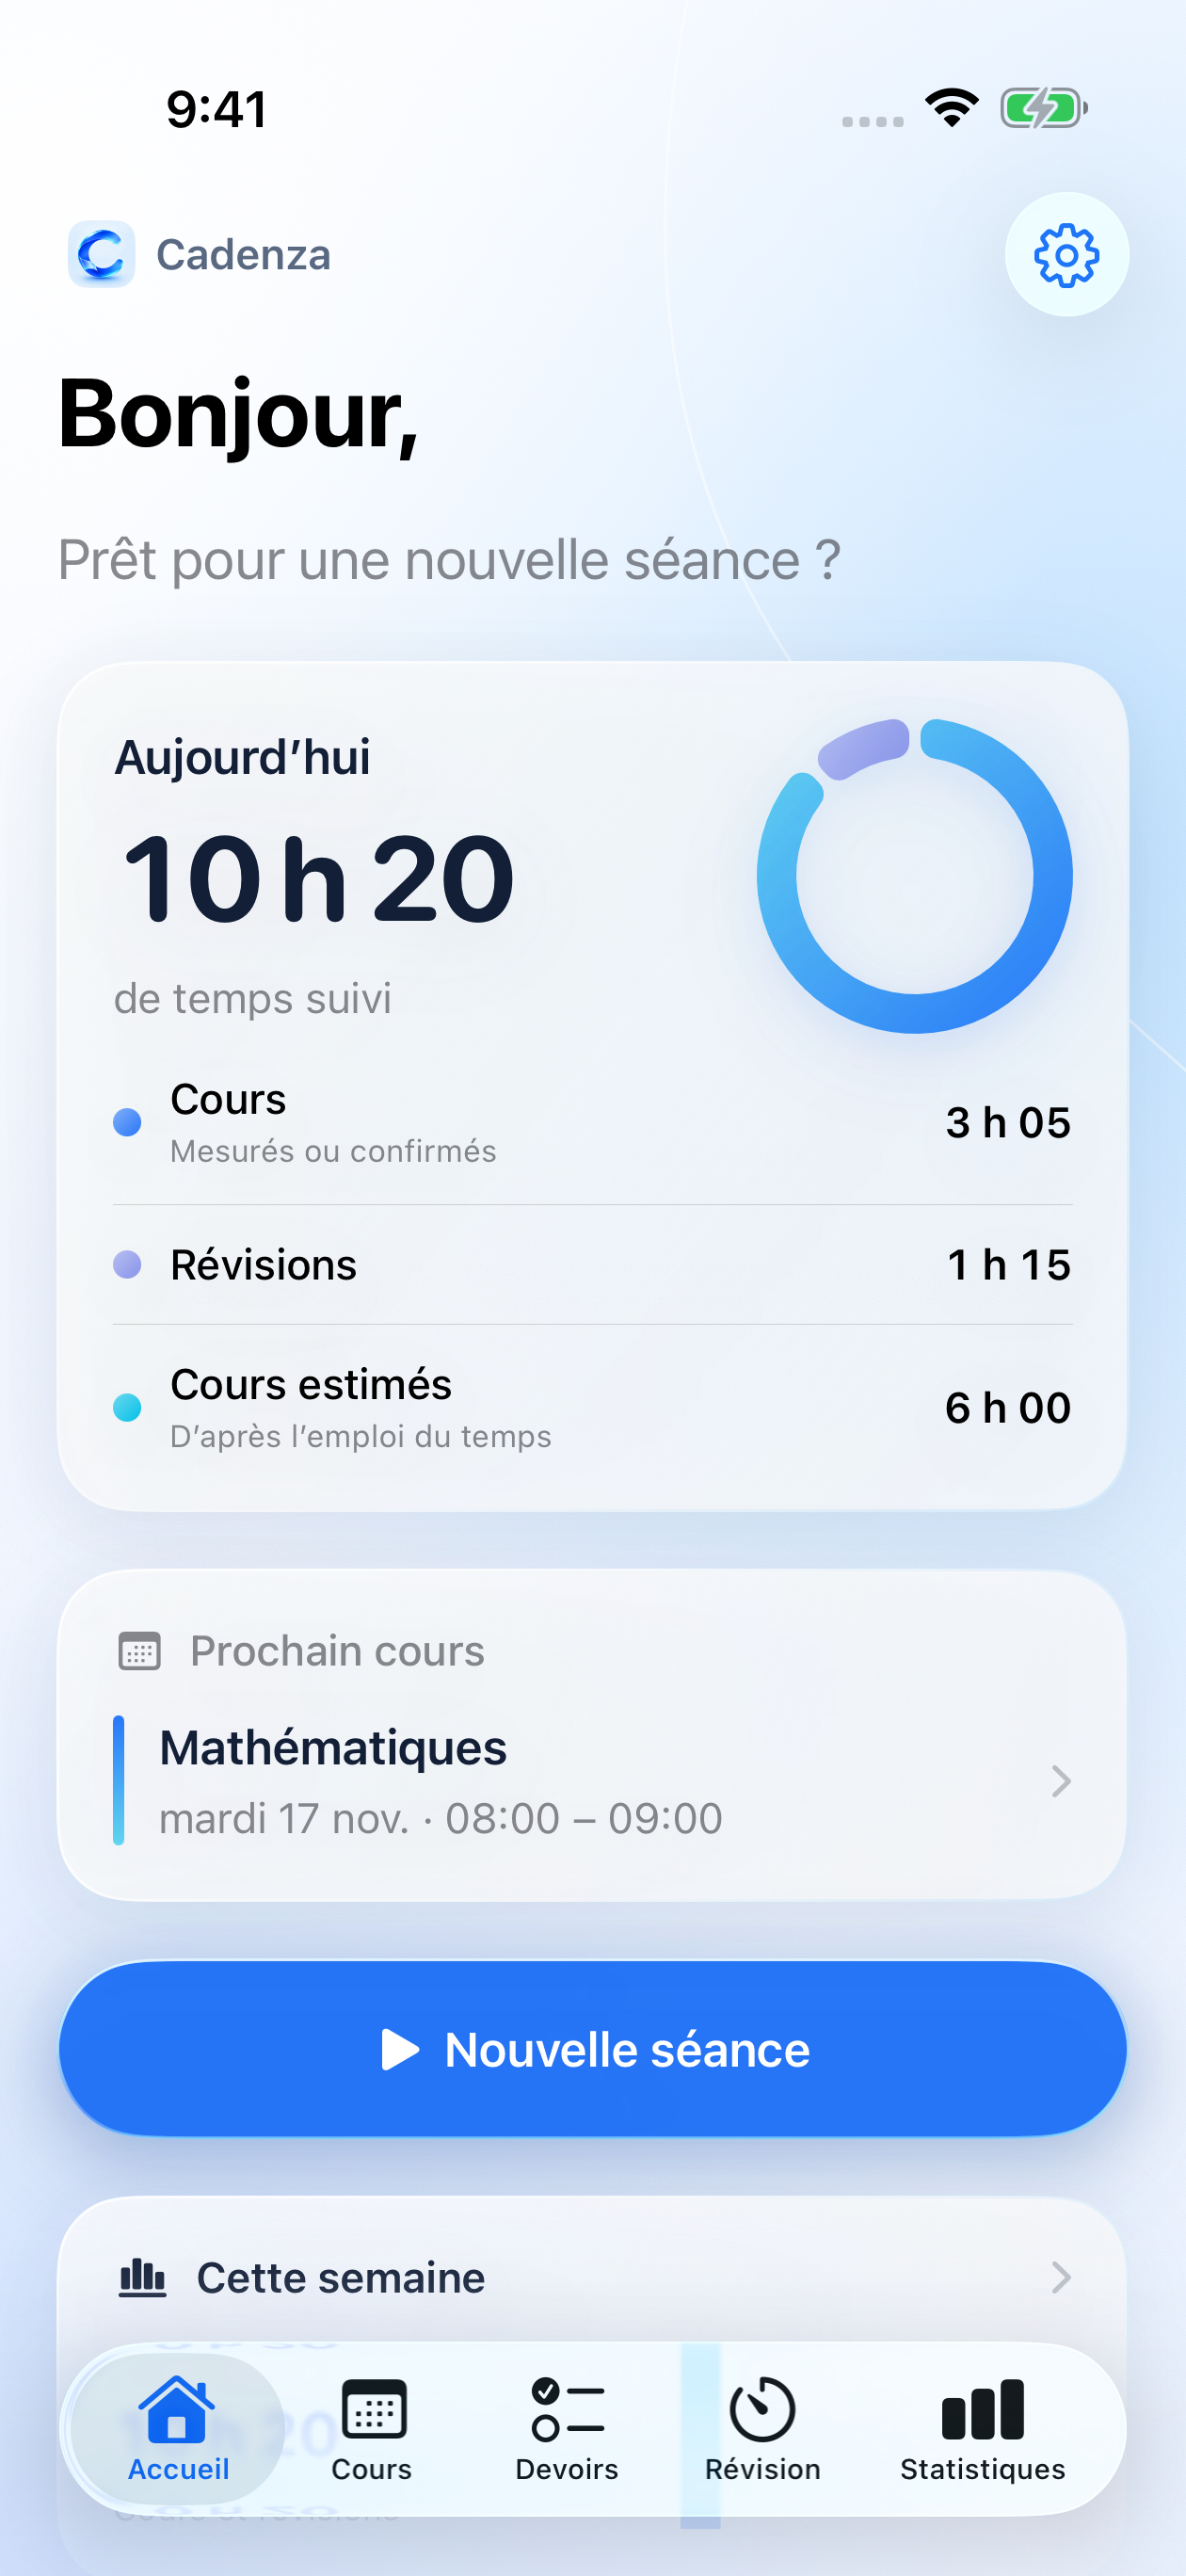 9:41
Cadenza
Bonjour,
Prêt pour une nouvelle séance ?
Aujourd’hui
10 h 20
de temps suivi
Cours
Mesurés ou confirmés
3 h 05
Révisions
1 h 15
Cours estimés
D’après l’emploi du temps
6 h 00
Prochain cours
Mathématiques
mardi 17 nov. · 08:00 – 09:00
Nouvelle séance
Cette semaine
Accueil
Cours
Devoirs
Révision
Statistiques